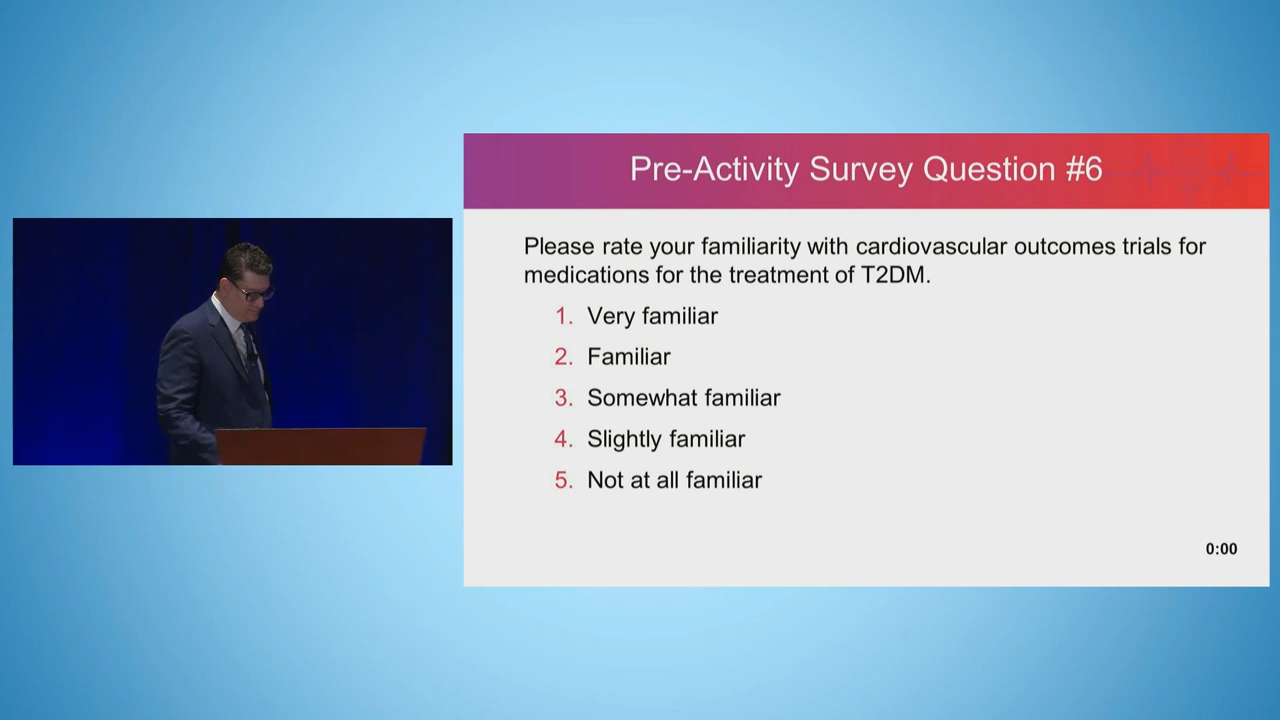 Pre-Activity Survey Question #6
Please rate your familiarity with cardiovascular outcomes trials for
medications for the treatment of T2DM.
1. Very familiar
2. Familiar
3. Somewhat familiar
4. Slightly familiar
5. Not at all familiar
0:00